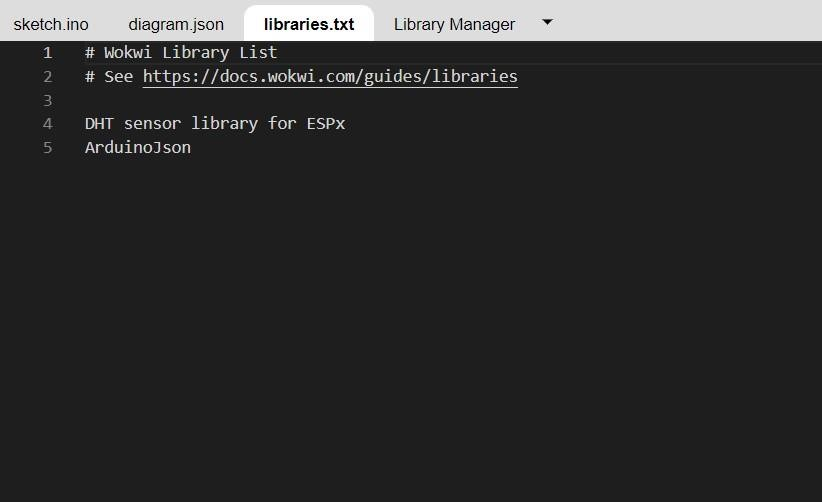 sketch.ino diagram.json libraries.txt Library Manager
1 # Wokwi Library List
2 # See https://docs.wokwi.com/guides/libraries
3
4 DHT sensor library for ESPx
5 ArduinoJson